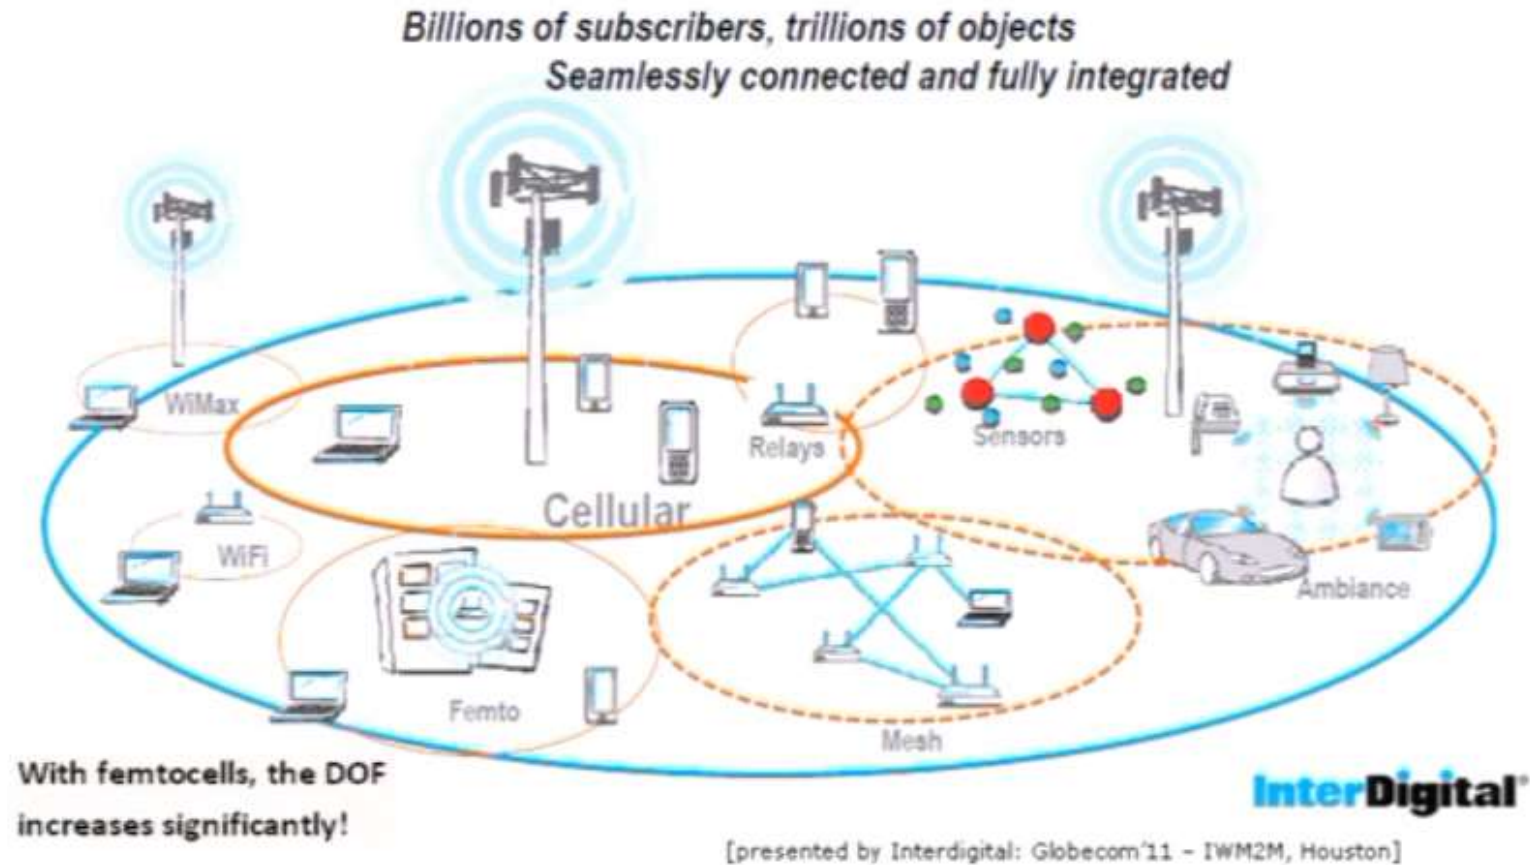 Billions of subscribers, trillions of objects
Seamlessly connected and fully integrated
WiMax
Relays
Sensors
Cellular
WiFi
Ambiance
Femto
Mesh
With femtocells, the DOF
increases significantly!
InterDigital®
[presented by Interdigital: Globecom'11 – IWM2M, Houston]